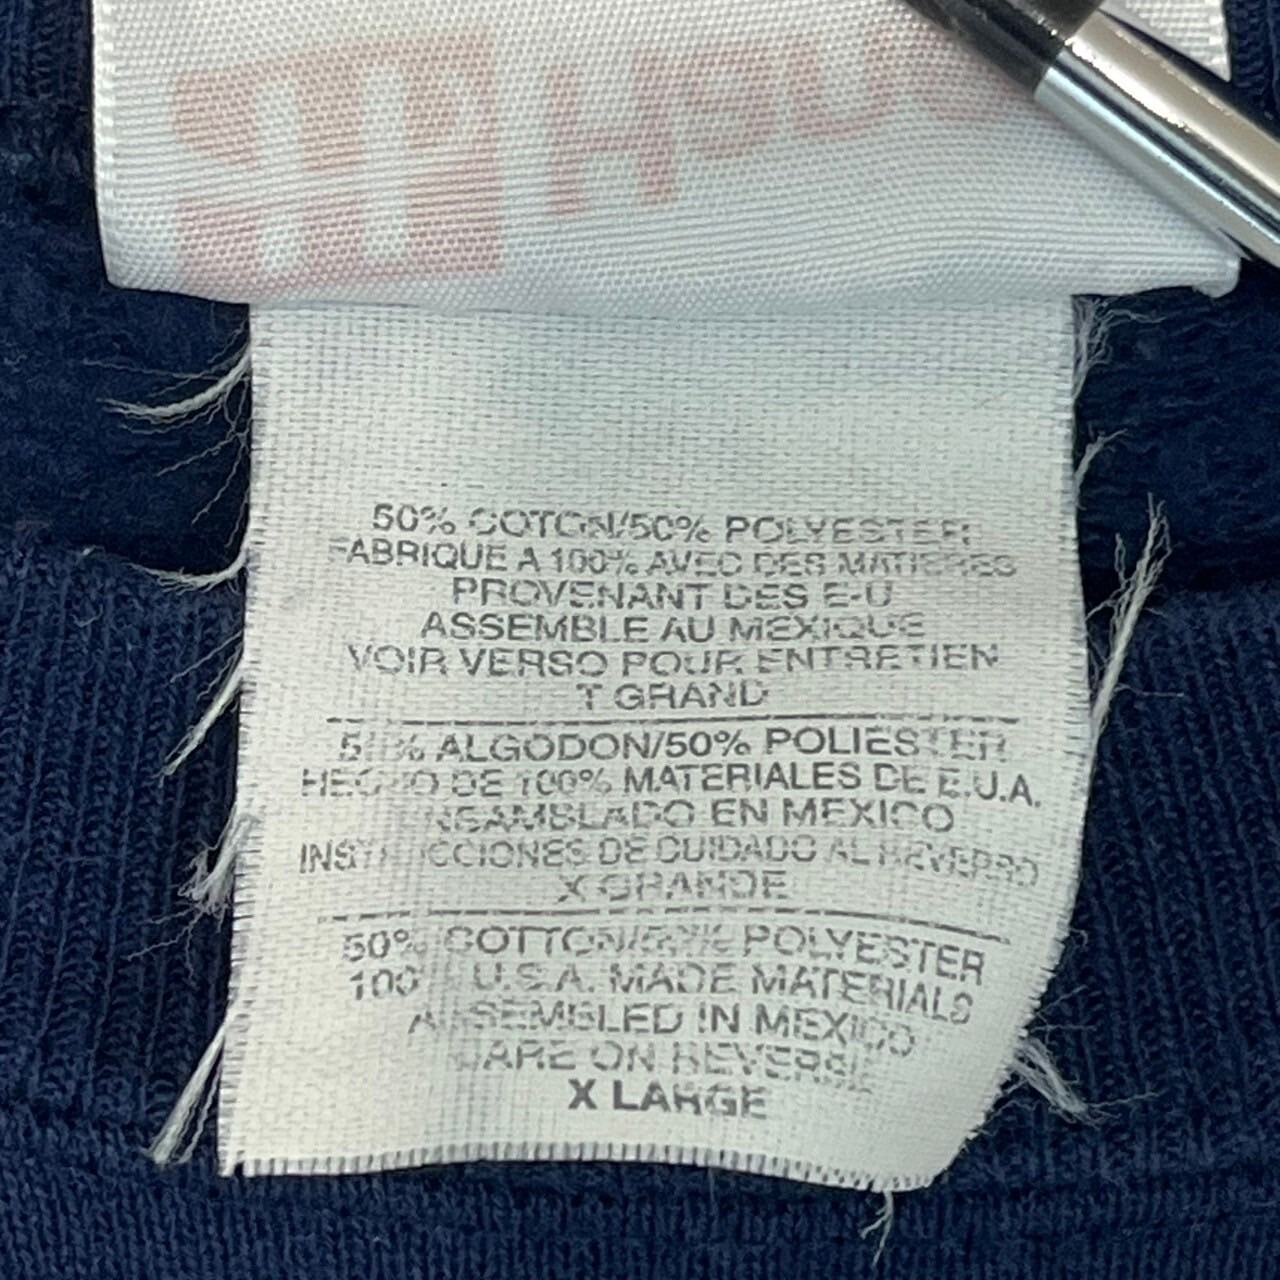 50% COTON/50% POLYESTER
FABRIQUE A 100% AVEC DES MATIERES
PROVENANT DES E-U
ASSEMBLE AU MEXIQUE
VOIR VERSO POUR ENTRETIEN
T GRAND
50% ALGODON/50% POLIESTER
HECHO DE 100% MATERIALES DE E.U.A.
ENSAMBLADO EN MEXICO
INSTRUCCIONES DE CUIDADO AL REVERSO
X GRANDE
50% COTTON/50% POLYESTER
100% U.S.A. MADE MATERIALS
ASSEMBLED IN MEXICO
CARE ON REVERSE
X LARGE